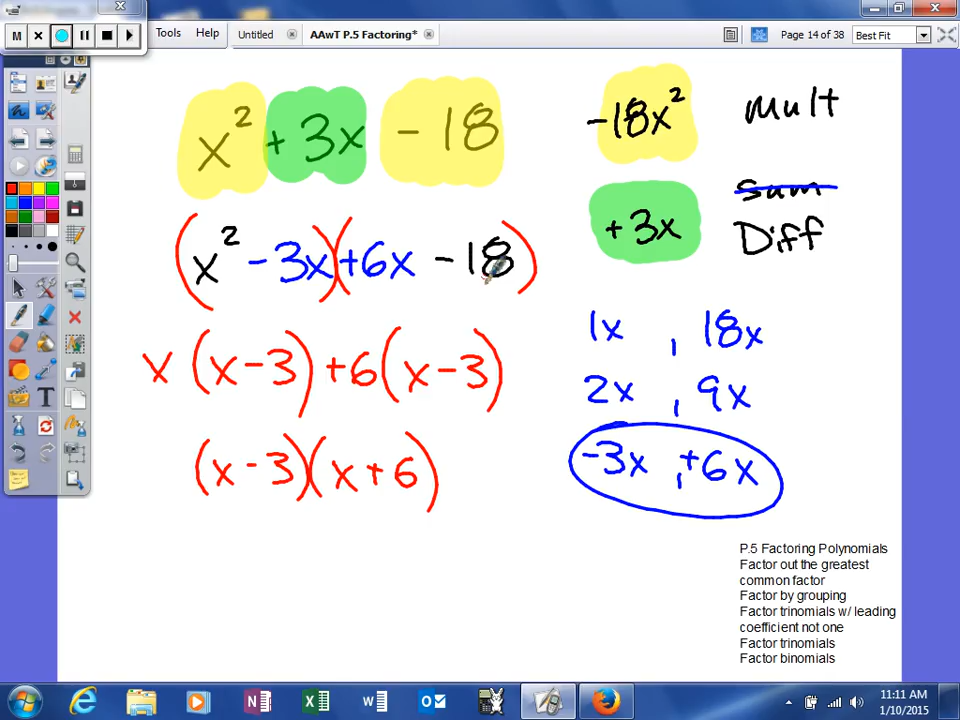 M
Tools Help Untitled AAwT P.5 Factoring* Page 14 of 38 Best Fit
x² + 3x - 18
-18x² mult
sum
+3x Diff
(x² - 3x)(+6x - 18)
x(x - 3) + 6(x - 3)
(x - 3)(x + 6)
1x , 18x
2x , 9x
-3x , +6x
P.5 Factoring Polynomials
Factor out the greatest
common factor
Factor by grouping
Factor trinomials w/ leading
coefficient not one
Factor trinomials
Factor binomials
11:11 AM
1/10/2015